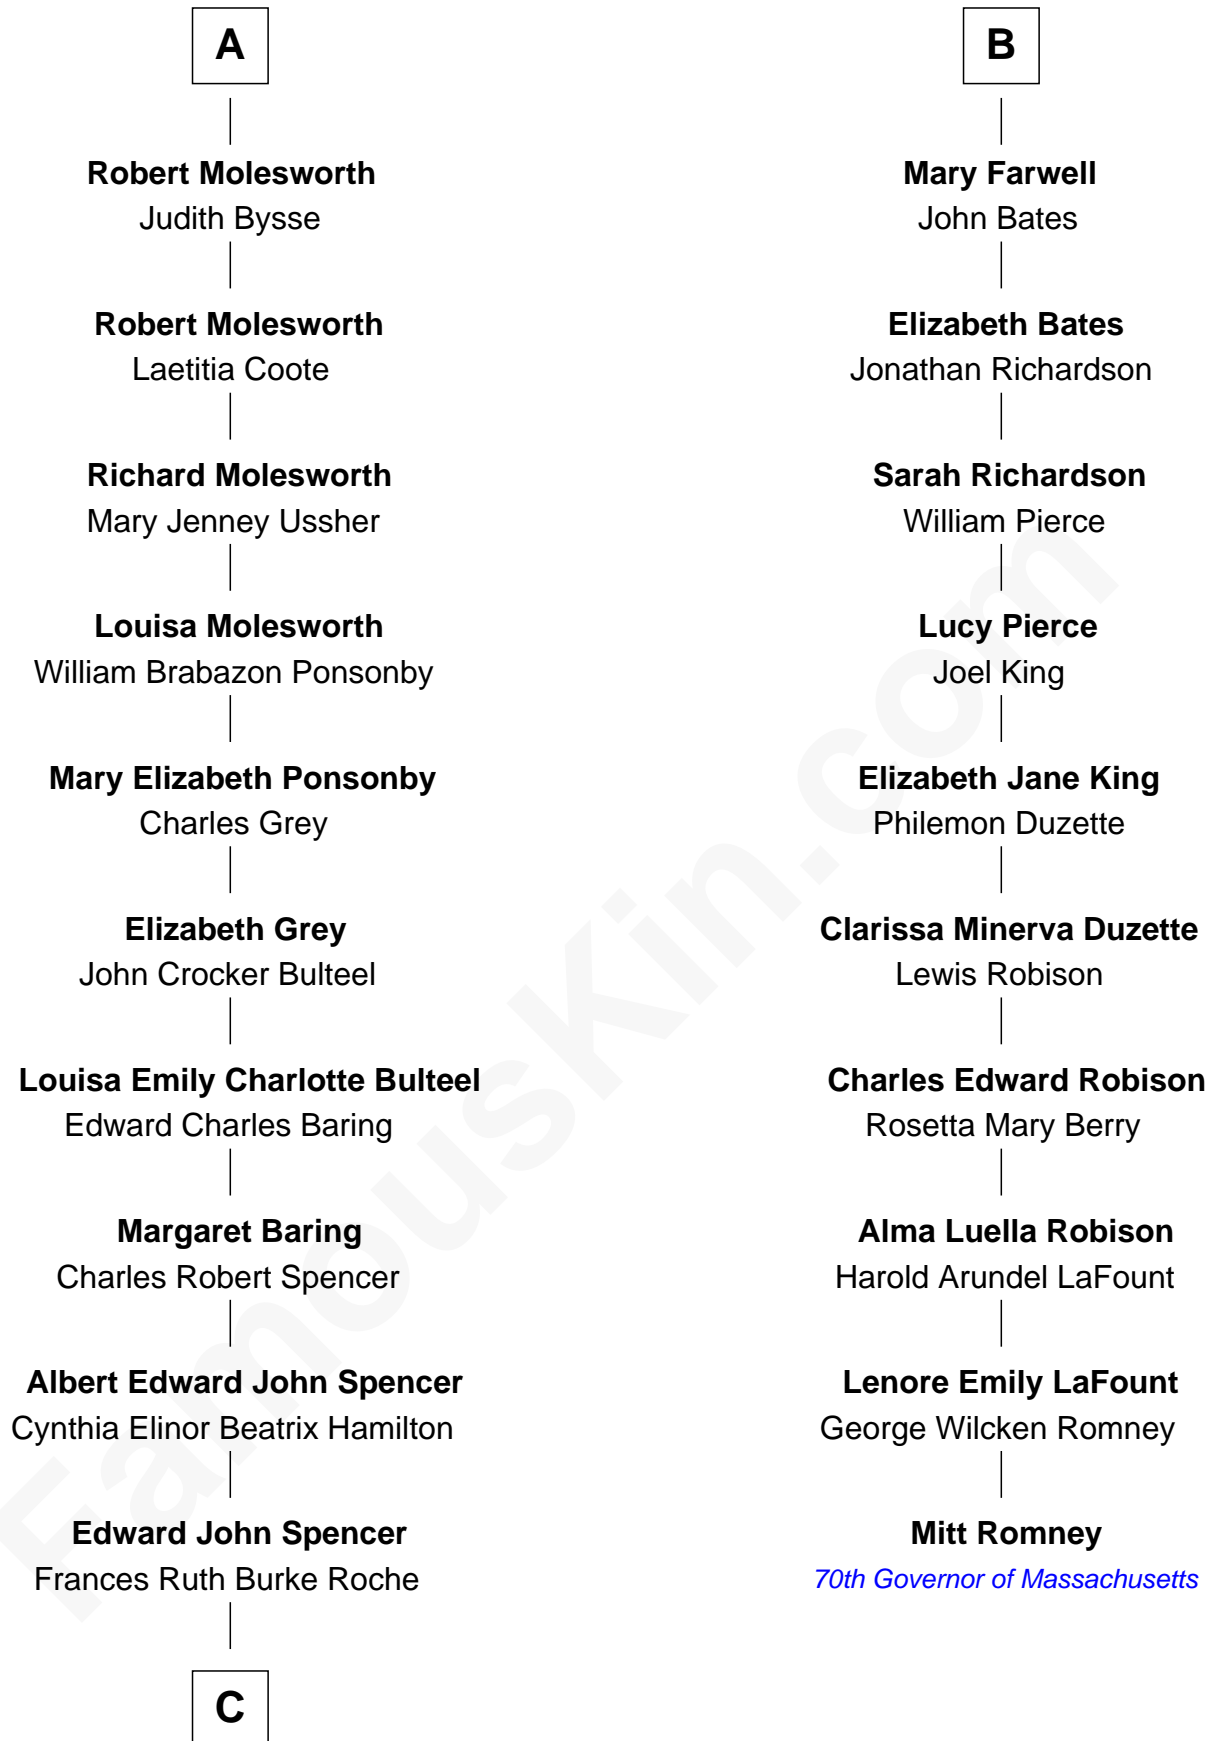 A
Robert Molesworth
Judith Bysse
Robert Molesworth
Laetitia Coote
Richard Molesworth
Mary Jenney Ussher
Louisa Molesworth
William Brabazon Ponsonby
Mary Elizabeth Ponsonby
Charles Grey
Elizabeth Grey
John Crocker Bulteel
Louisa Emily Charlotte Bulteel
Edward Charles Baring
Margaret Baring
Charles Robert Spencer
Albert Edward John Spencer
Cynthia Elinor Beatrix Hamilton
Edward John Spencer
Frances Ruth Burke Roche
C
B
Mary Farwell
John Bates
Elizabeth Bates
Jonathan Richardson
Sarah Richardson
William Pierce
Lucy Pierce
Joel King
Elizabeth Jane King
Philemon Duzette
Clarissa Minerva Duzette
Lewis Robison
Charles Edward Robison
Rosetta Mary Berry
Alma Luella Robison
Harold Arundel LaFount
Lenore Emily LaFount
George Wilcken Romney
Mitt Romney
70th Governor of Massachusetts
FamousKin.com